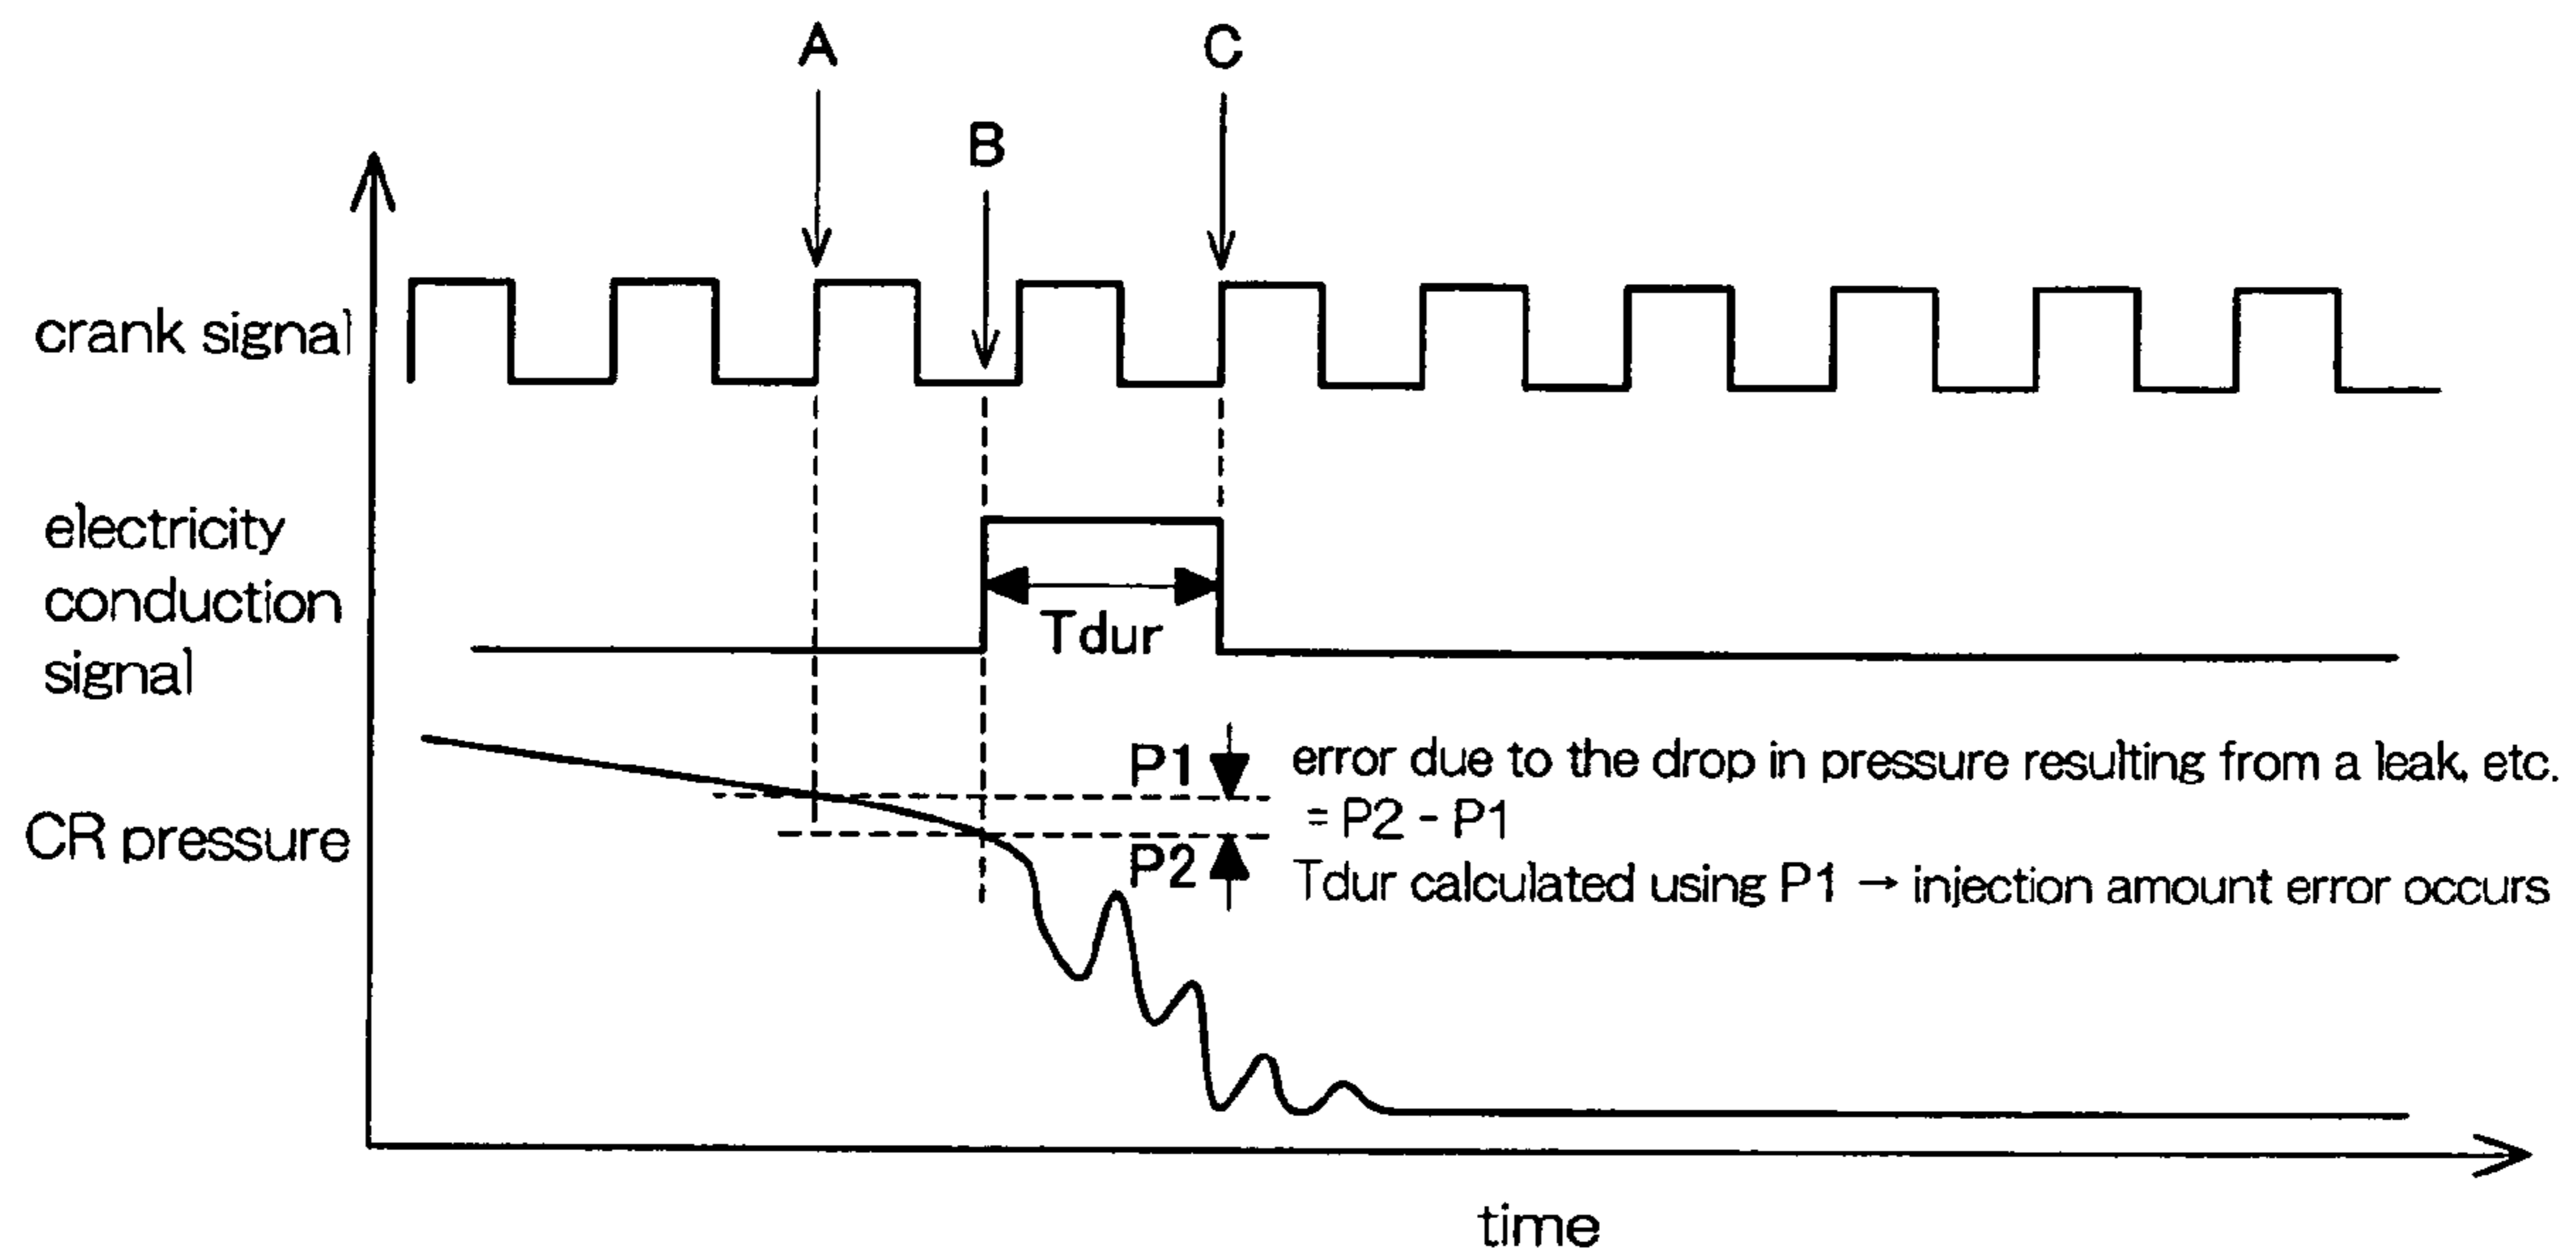 A
C
B
crank signal
electricity
conduction
signal
Tdur
P1
error due to the drop in pressure resulting from a leak, etc.
= P2 - P1
CR pressure
P2
Tdur calculated using P1 → injection amount error occurs
time